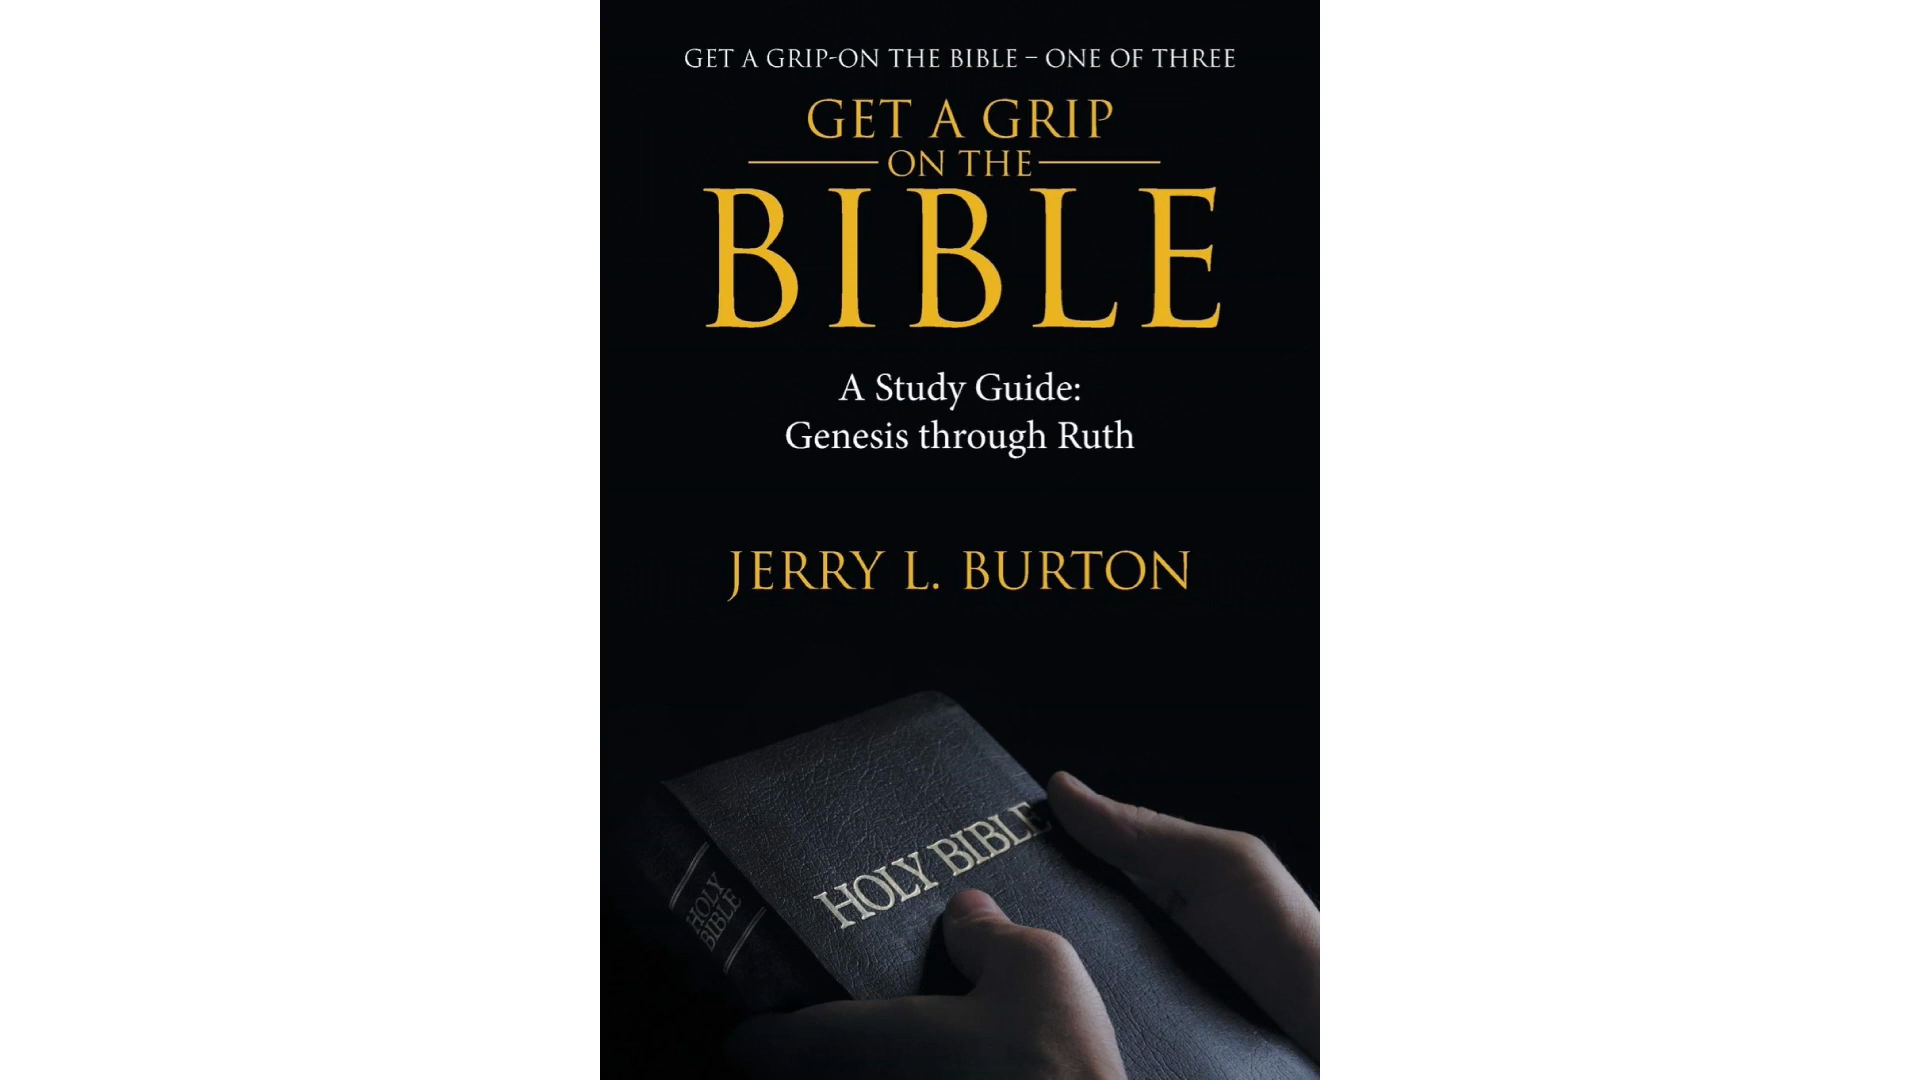 GET A GRIP-ON THE BIBLE – ONE OF THREE
GET A GRIP
ON THE
BIBLE
A Study Guide:
Genesis through Ruth
JERRY L. BURTON
HOLY BIBLE
HOLY
BIBLE